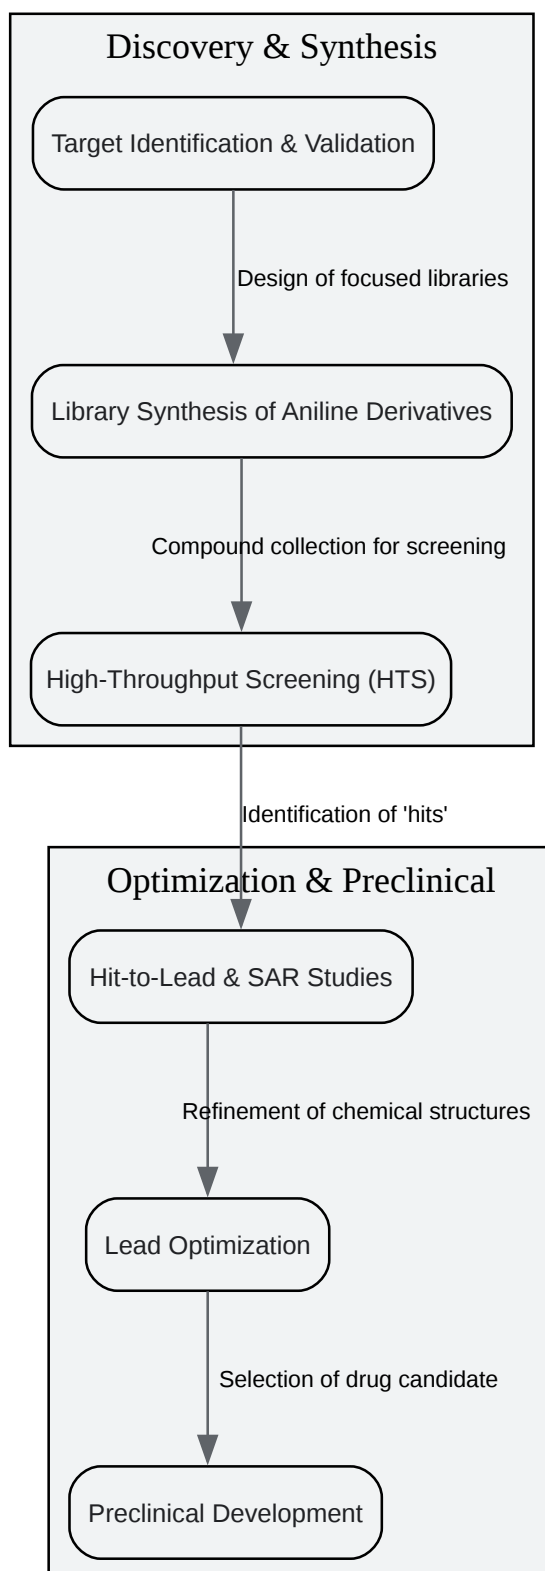 Discovery & Synthesis
Target Identification & Validation
Design of focused libraries
Library Synthesis of Aniline Derivatives
Compound collection for screening
High-Throughput Screening (HTS)
Identification of 'hits'
Optimization & Preclinical
Hit-to-Lead & SAR Studies
Refinement of chemical structures
Lead Optimization
Selection of drug candidate
Preclinical Development